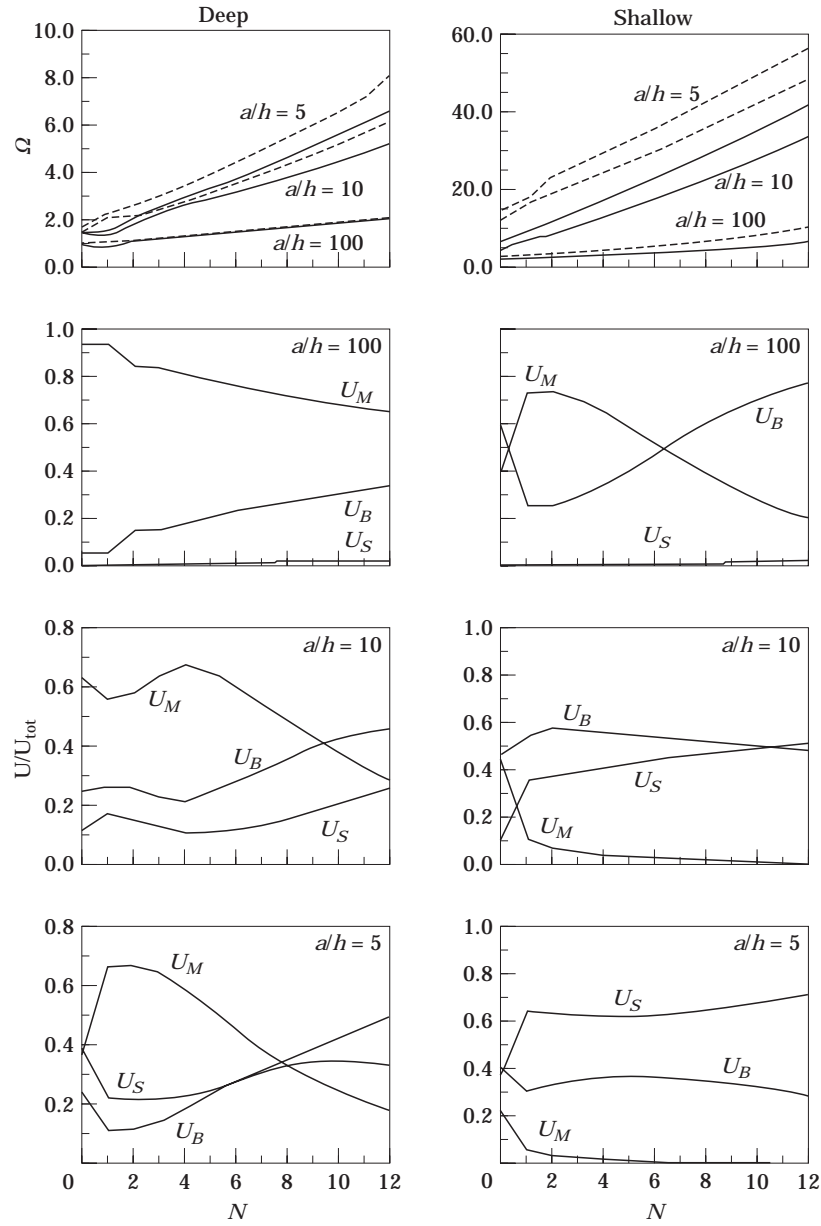 Deep
Shallow
10.0
8.0
6.0
4.0
2.0
0.0
Ω
a/h = 5
a/h = 10
a/h = 100
60.0
40.0
20.0
0.0
a/h = 5
a/h = 10
a/h = 100
1.0
0.8
0.6
0.4
0.2
0.0
a/h = 100
U_M
U_B
U_S
a/h = 100
U_M
U_B
U_S
0.8
0.6
0.4
0.2
0.0
U/U_tot
a/h = 10
U_M
U_B
U_S
1.0
0.8
0.6
0.4
0.2
0.0
a/h = 10
U_B
U_S
U_M
0.8
0.6
0.4
0.2
a/h = 5
U_M
U_S
U_B
0 2 4 6 8 10 12
N
1.0
0.8
0.6
0.4
0.2
a/h = 5
U_S
U_B
U_M
0 2 4 6 8 10 12
N